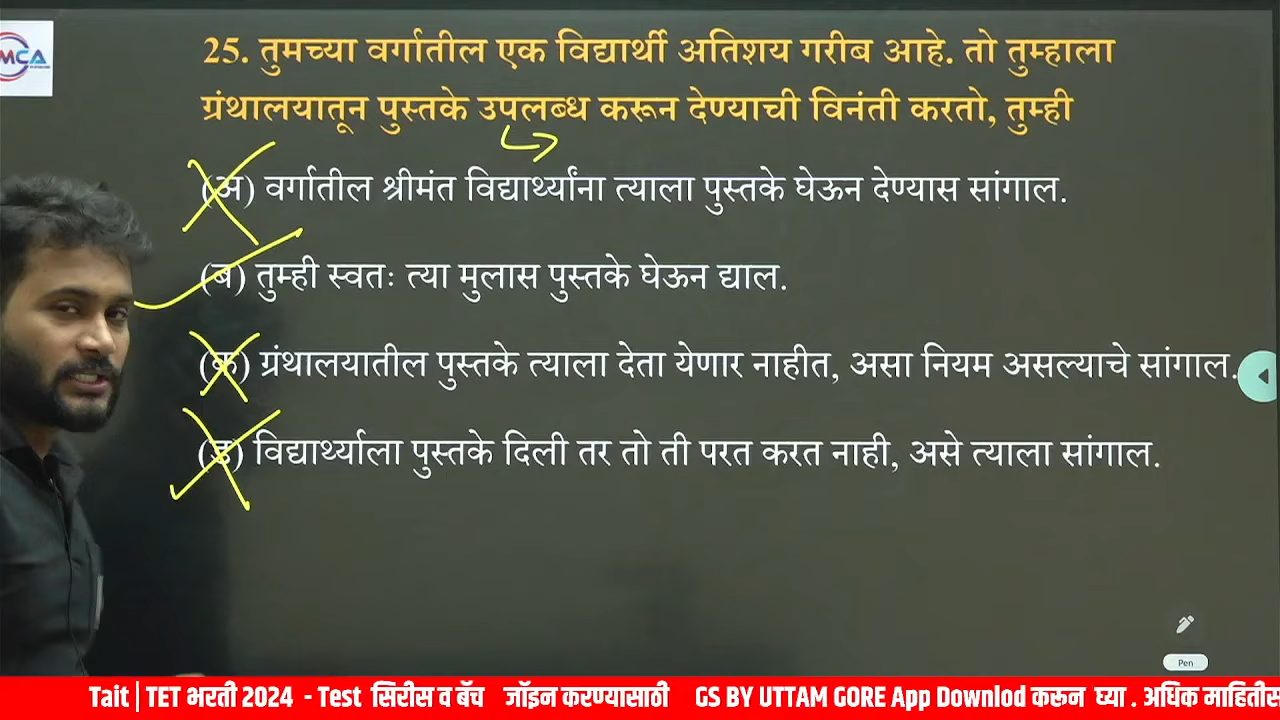 MCA
25. तुमच्या वर्गातील एक विद्यार्थी अतिशय गरीब आहे. तो तुम्हाला
ग्रंथालयातून पुस्तके उपलब्ध करून देण्याची विनंती करतो, तुम्ही
(अ) वर्गातील श्रीमंत विद्यार्थ्यांना त्याला पुस्तके घेऊन देण्यास सांगाल.
(ब) तुम्ही स्वतः त्या मुलास पुस्तके घेऊन द्याल.
(क) ग्रंथालयातील पुस्तके त्याला देता येणार नाहीत, असा नियम असल्याचे सांगाल.
(ड) विद्यार्थ्याला पुस्तके दिली तर तो ती परत करत नाही, असे त्याला सांगाल.
Pen
Tait | TET भरती 2024 - Test सिरीस व बॅच जॉइन करण्यासाठी GS BY UTTAM GORE App Downlod करून घ्या . अधिक माहितीस